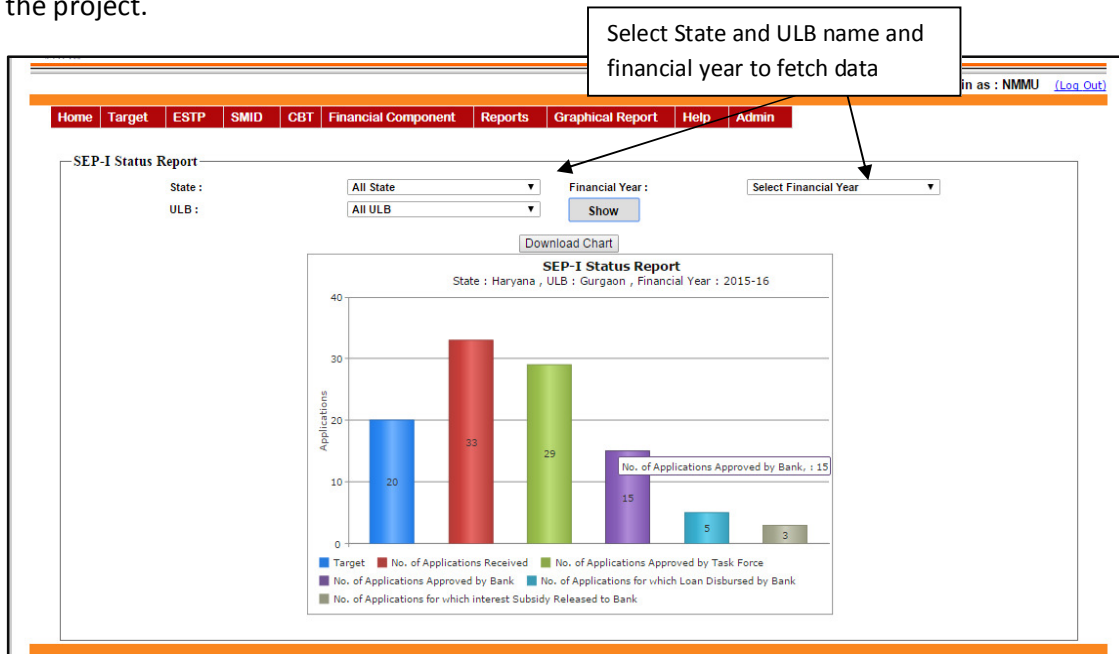 the project.
Select State and ULB name and
financial year to fetch data
in as : NMMU (Log Out)
Home Target ESTP SMID CBT Financial Component Reports Graphical Report Help Admin
SEP-I Status Report
State : All State Financial Year : Select Financial Year
ULB : All ULB Show
Download Chart
SEP-I Status Report
State : Haryana , ULB : Gurgaon , Financial Year : 2015-16
40
30
20
10
0
Applications
20
33
29
15
5
3
No. of Applications Approved by Bank, : 15
Target No. of Applications Received No. of Applications Approved by Task Force
No. of Applications Approved by Bank No. of Applications for which Loan Disbursed by Bank
No. of Applications for which interest Subsidy Released to Bank